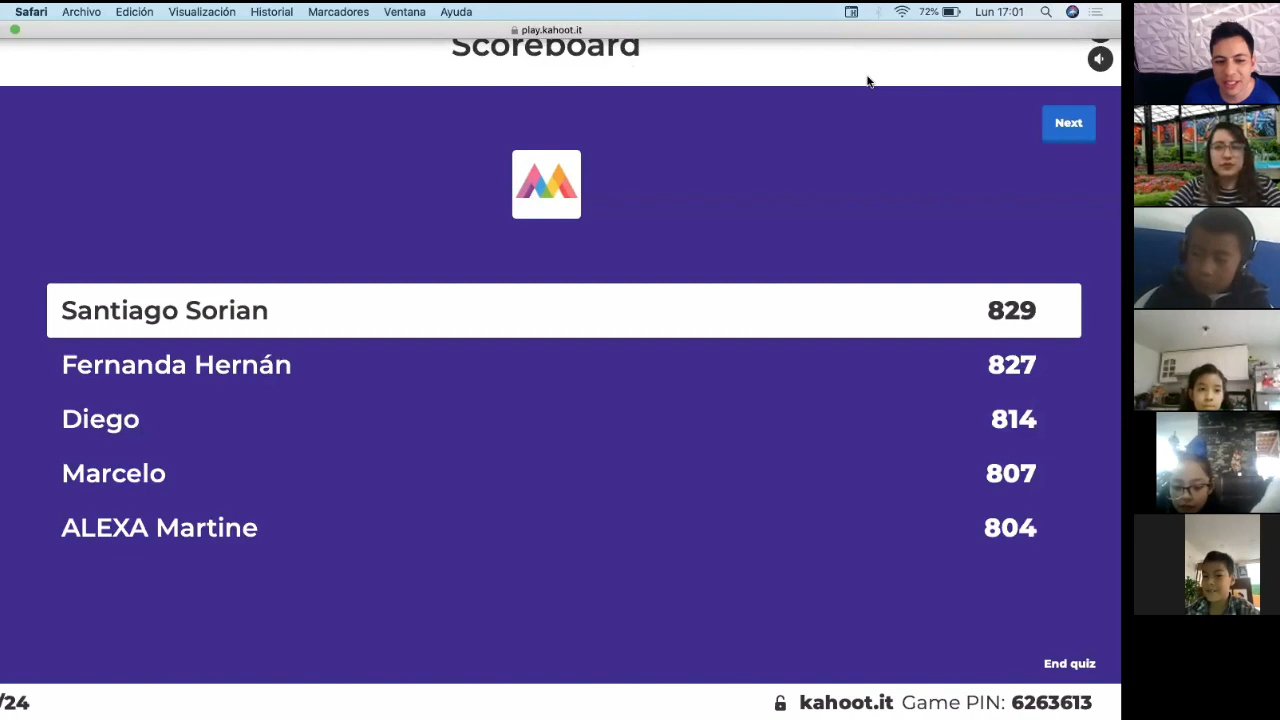 Safari Archivo Edición Visualización Historial Marcadores Ventana Ayuda 72% Lun 17:01
play.kahoot.it
Scoreboard
Next
Santiago Sorian 829
Fernanda Hernán 827
Diego 814
Marcelo 807
ALEXA Martine 804
End quiz
/24 kahoot.it Game PIN: 6263613